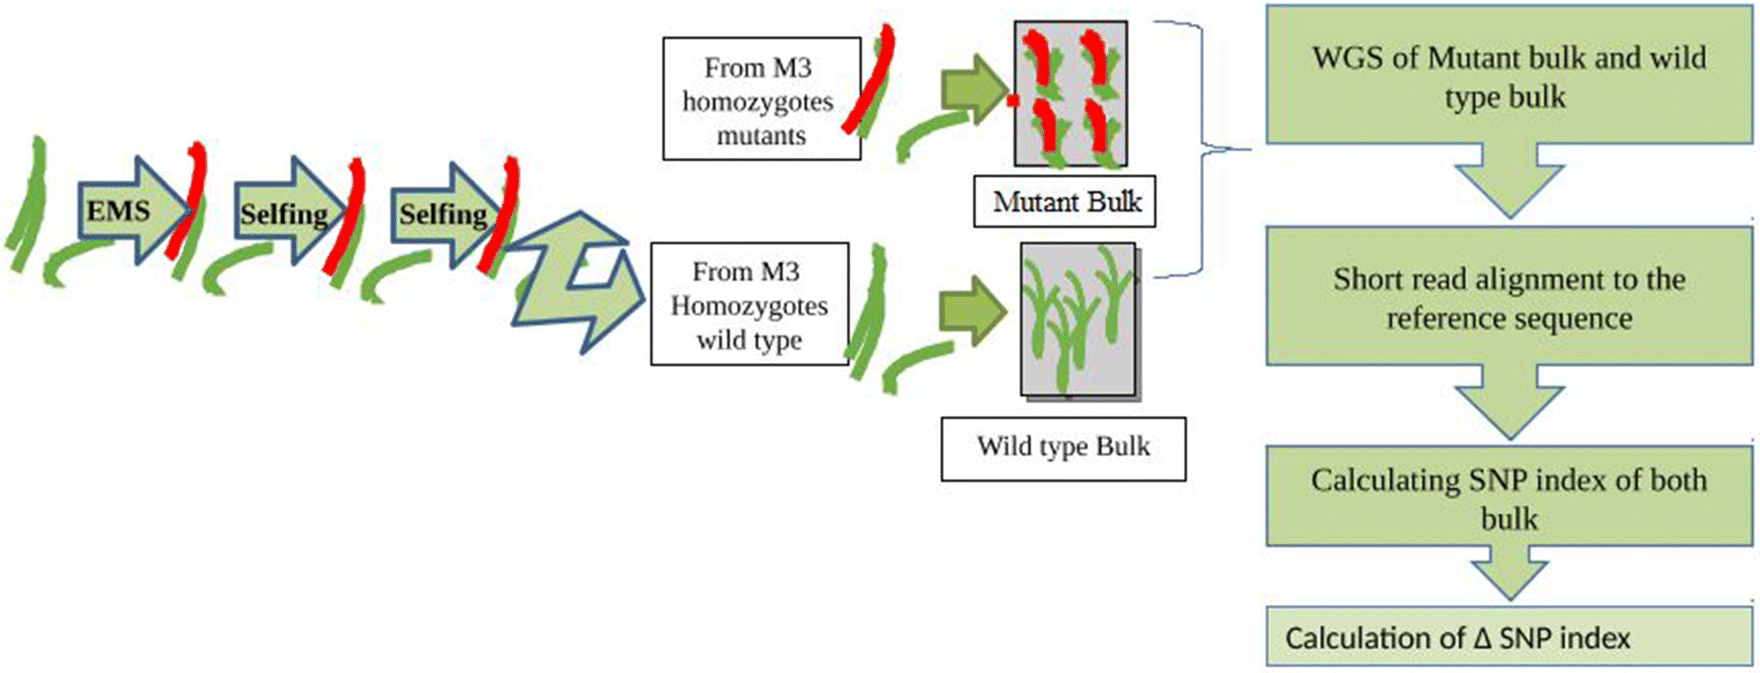 EMS
Selfing
Selfing
From M3
homozygotes
mutants
Mutant Bulk
From M3
Homozygotes
wild type
Wild type Bulk
WGS of Mutant bulk and wild
type bulk
Short read alignment to the
reference sequence
Calculating SNP index of both
bulk
Calculation of Δ SNP index